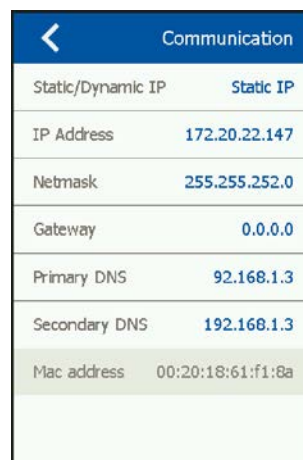 Communication
Static/Dynamic IP Static IP
IP Address 172.20.22.147
Netmask 255.255.252.0
Gateway 0.0.0.0
Primary DNS 92.168.1.3
Secondary DNS 192.168.1.3
Mac address 00:20:18:61:f1:8a